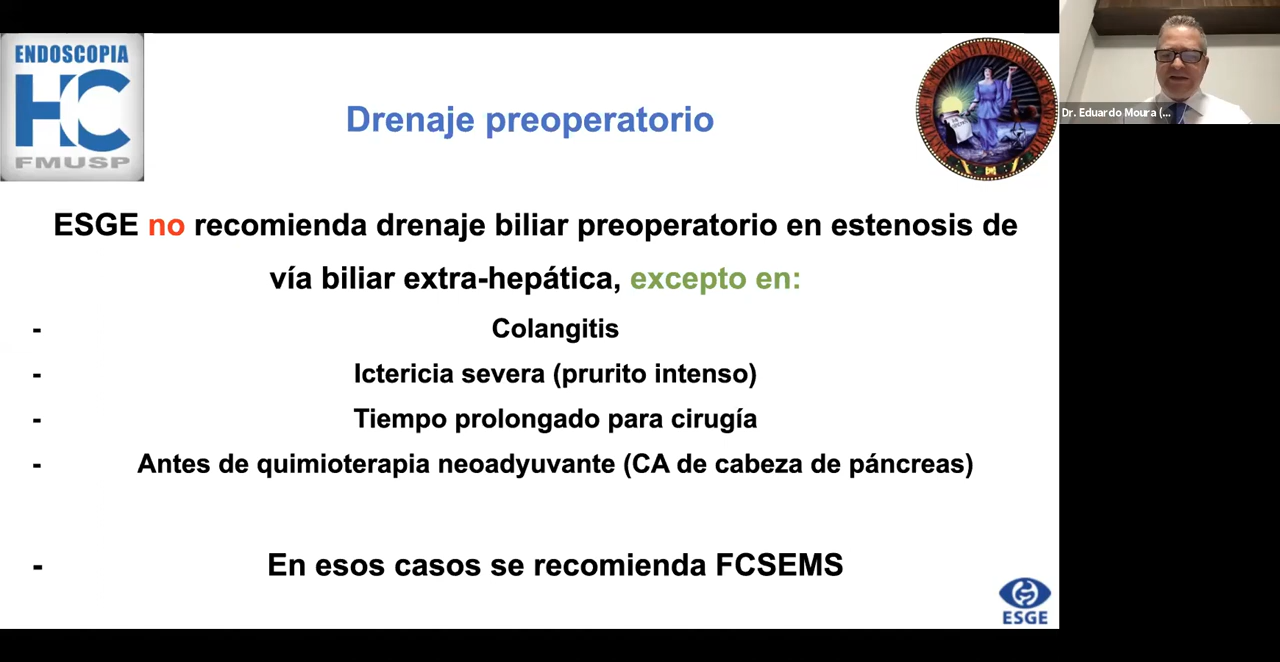 ENDOSCOPIA
HC
FMUSP
Drenaje preoperatorio
Dr. Eduardo Moura (...
ESGE no recomienda drenaje biliar preoperatorio en estenosis de
vía biliar extra-hepática, excepto en:
- Colangitis
- Ictericia severa (prurito intenso)
- Tiempo prolongado para cirugía
- Antes de quimioterapia neoadyuvante (CA de cabeza de páncreas)
- En esos casos se recomienda FCSEMS
ESGE